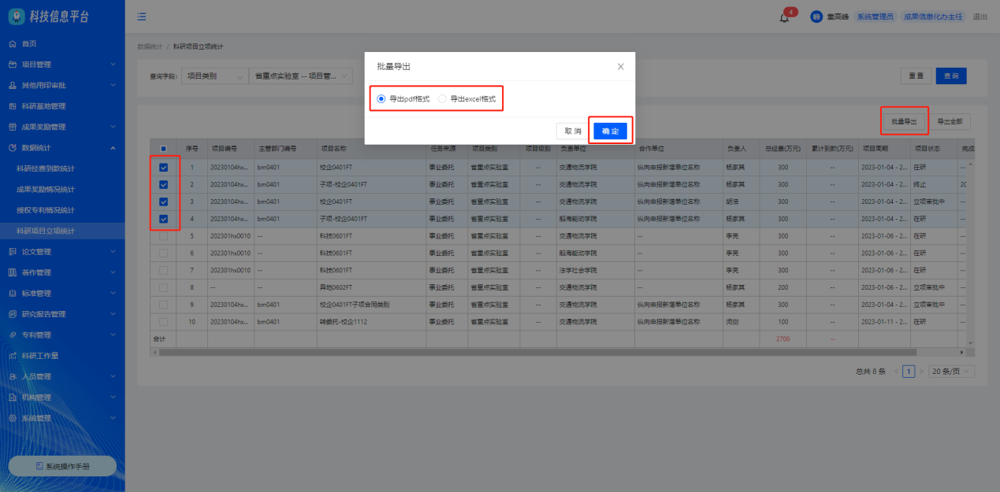 科技信息平台
4
峰 童高峰 系统管理员 成果信息化办主任 退出
首页
项目管理
其他用印审批
科研基地管理
成果奖励管理
数据统计
科研经费到款统计
成果奖励情况统计
授权专利情况统计
科研项目立项统计
论文管理
著作管理
标准管理
研究报告管理
专利管理
科研工作量
人员管理
机构管理
系统管理
系统操作手册
数据统计 / 科研项目立项统计
查询字段: 项目类别 省重点实验室 -- 项目管... 重置 查询
批量导出
导出pdf格式 导出excel格式
取消 确定
批量导出 导出全部
序号 项目编号 主管部门编号 项目名称 任务来源 项目类别 项目级别 负责单位 合作单位 负责人 总经费(万元) 累计到款(万元) 项目周期 项目状态 完成
1 20230104hx... bm0401 校企0401FT 事业委托 省重点实验室 -- 交通物流学院 纵向申报新增单位名称 杨家其 300 -- 2023-01-04 - 2... 在研 --
2 20230104hx... bm0401 子项-校企0401FT 事业委托 省重点实验室 -- 交通物流学院 纵向申报新增单位名称 杨家其 300 -- 2023-01-04 - 2... 终止 20
3 20230104hx... bm0401 校企0401FT 事业委托 省重点实验室 -- 交通物流学院 纵向申报新增单位名称 胡浩 300 -- 2023-01-04 - 2... 立项审批中 --
4 20230104hx... bm0401 子项-校企0401FT 事业委托 省重点实验室 -- 船海能动学院 纵向申报新增单位名称 杨家其 300 -- 2023-01-04 - 2... 在研 --
5 202301hx0010 -- 科技0601FT 事业委托 省重点实验室 -- 交通物流学院 -- 李亮 300 -- 2023-01-06 - 2... 在研 --
6 202301hx0010 -- 科技0601FT 事业委托 省重点实验室 -- 船海能动学院 -- 李亮 300 -- 2023-01-06 - 2... 在研 --
7 202301hx0010 -- 科技0601FT 事业委托 省重点实验室 -- 法学社会学院 -- 李亮 300 -- 2023-01-06 - 2... 在研 --
8 -- -- 异地0602FT 事业委托 省重点实验室 -- 交通物流学院 -- 杨家其 200 -- 2023-01-06 - 2... 立项审批中 --
9 20230104hx... bm0401 校企0401FT子项合同类别 事业委托 省重点实验室 -- 交通物流学院 纵向申报新增单位名称 杨家其 300 -- 2023-01-04 - 2... 立项审批中 --
10 20230104hx... bm0401 转委托-校企1112 事业委托 省重点实验室 -- 交通物流学院 纵向申报新增单位名称 闵剑 100 -- 2023-01-11 - 2... 在研 --
合计 2700 --
总共 8 条 < 1 > 20 条/页